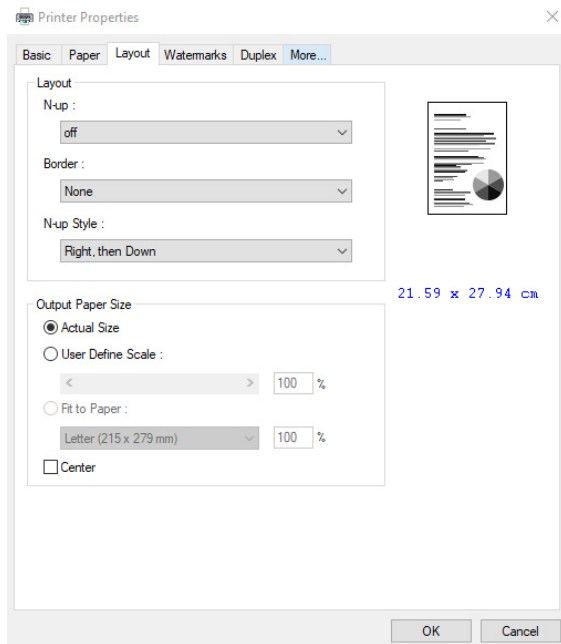 Printer Properties
Basic Paper Layout Watermarks Duplex More...
Layout
N-up :
off
Border :
None
N-up Style :
Right, then Down
21.59 x 27.94 cm
Output Paper Size
Actual Size
User Define Scale :
100 %
Fit to Paper :
Letter (215 x 279 mm) 100 %
Center
OK Cancel